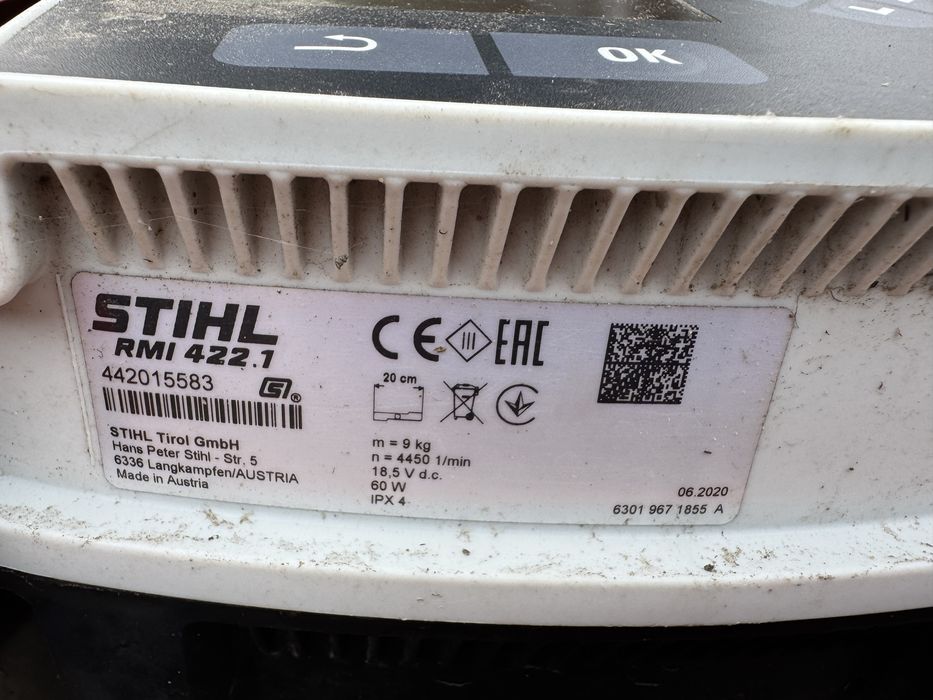 OK
STIHL
RMI 422.1
442015583
STIHL Tirol GmbH
Hans Peter Stihl - Str. 5
6336 Langkampfen/AUSTRIA
Made in Austria
CE III EAC
20 cm
m = 9 kg
n = 4450 1/min
18,5 V d.c.
60 W
IPX 4
06.2020
6301 967 1855 A